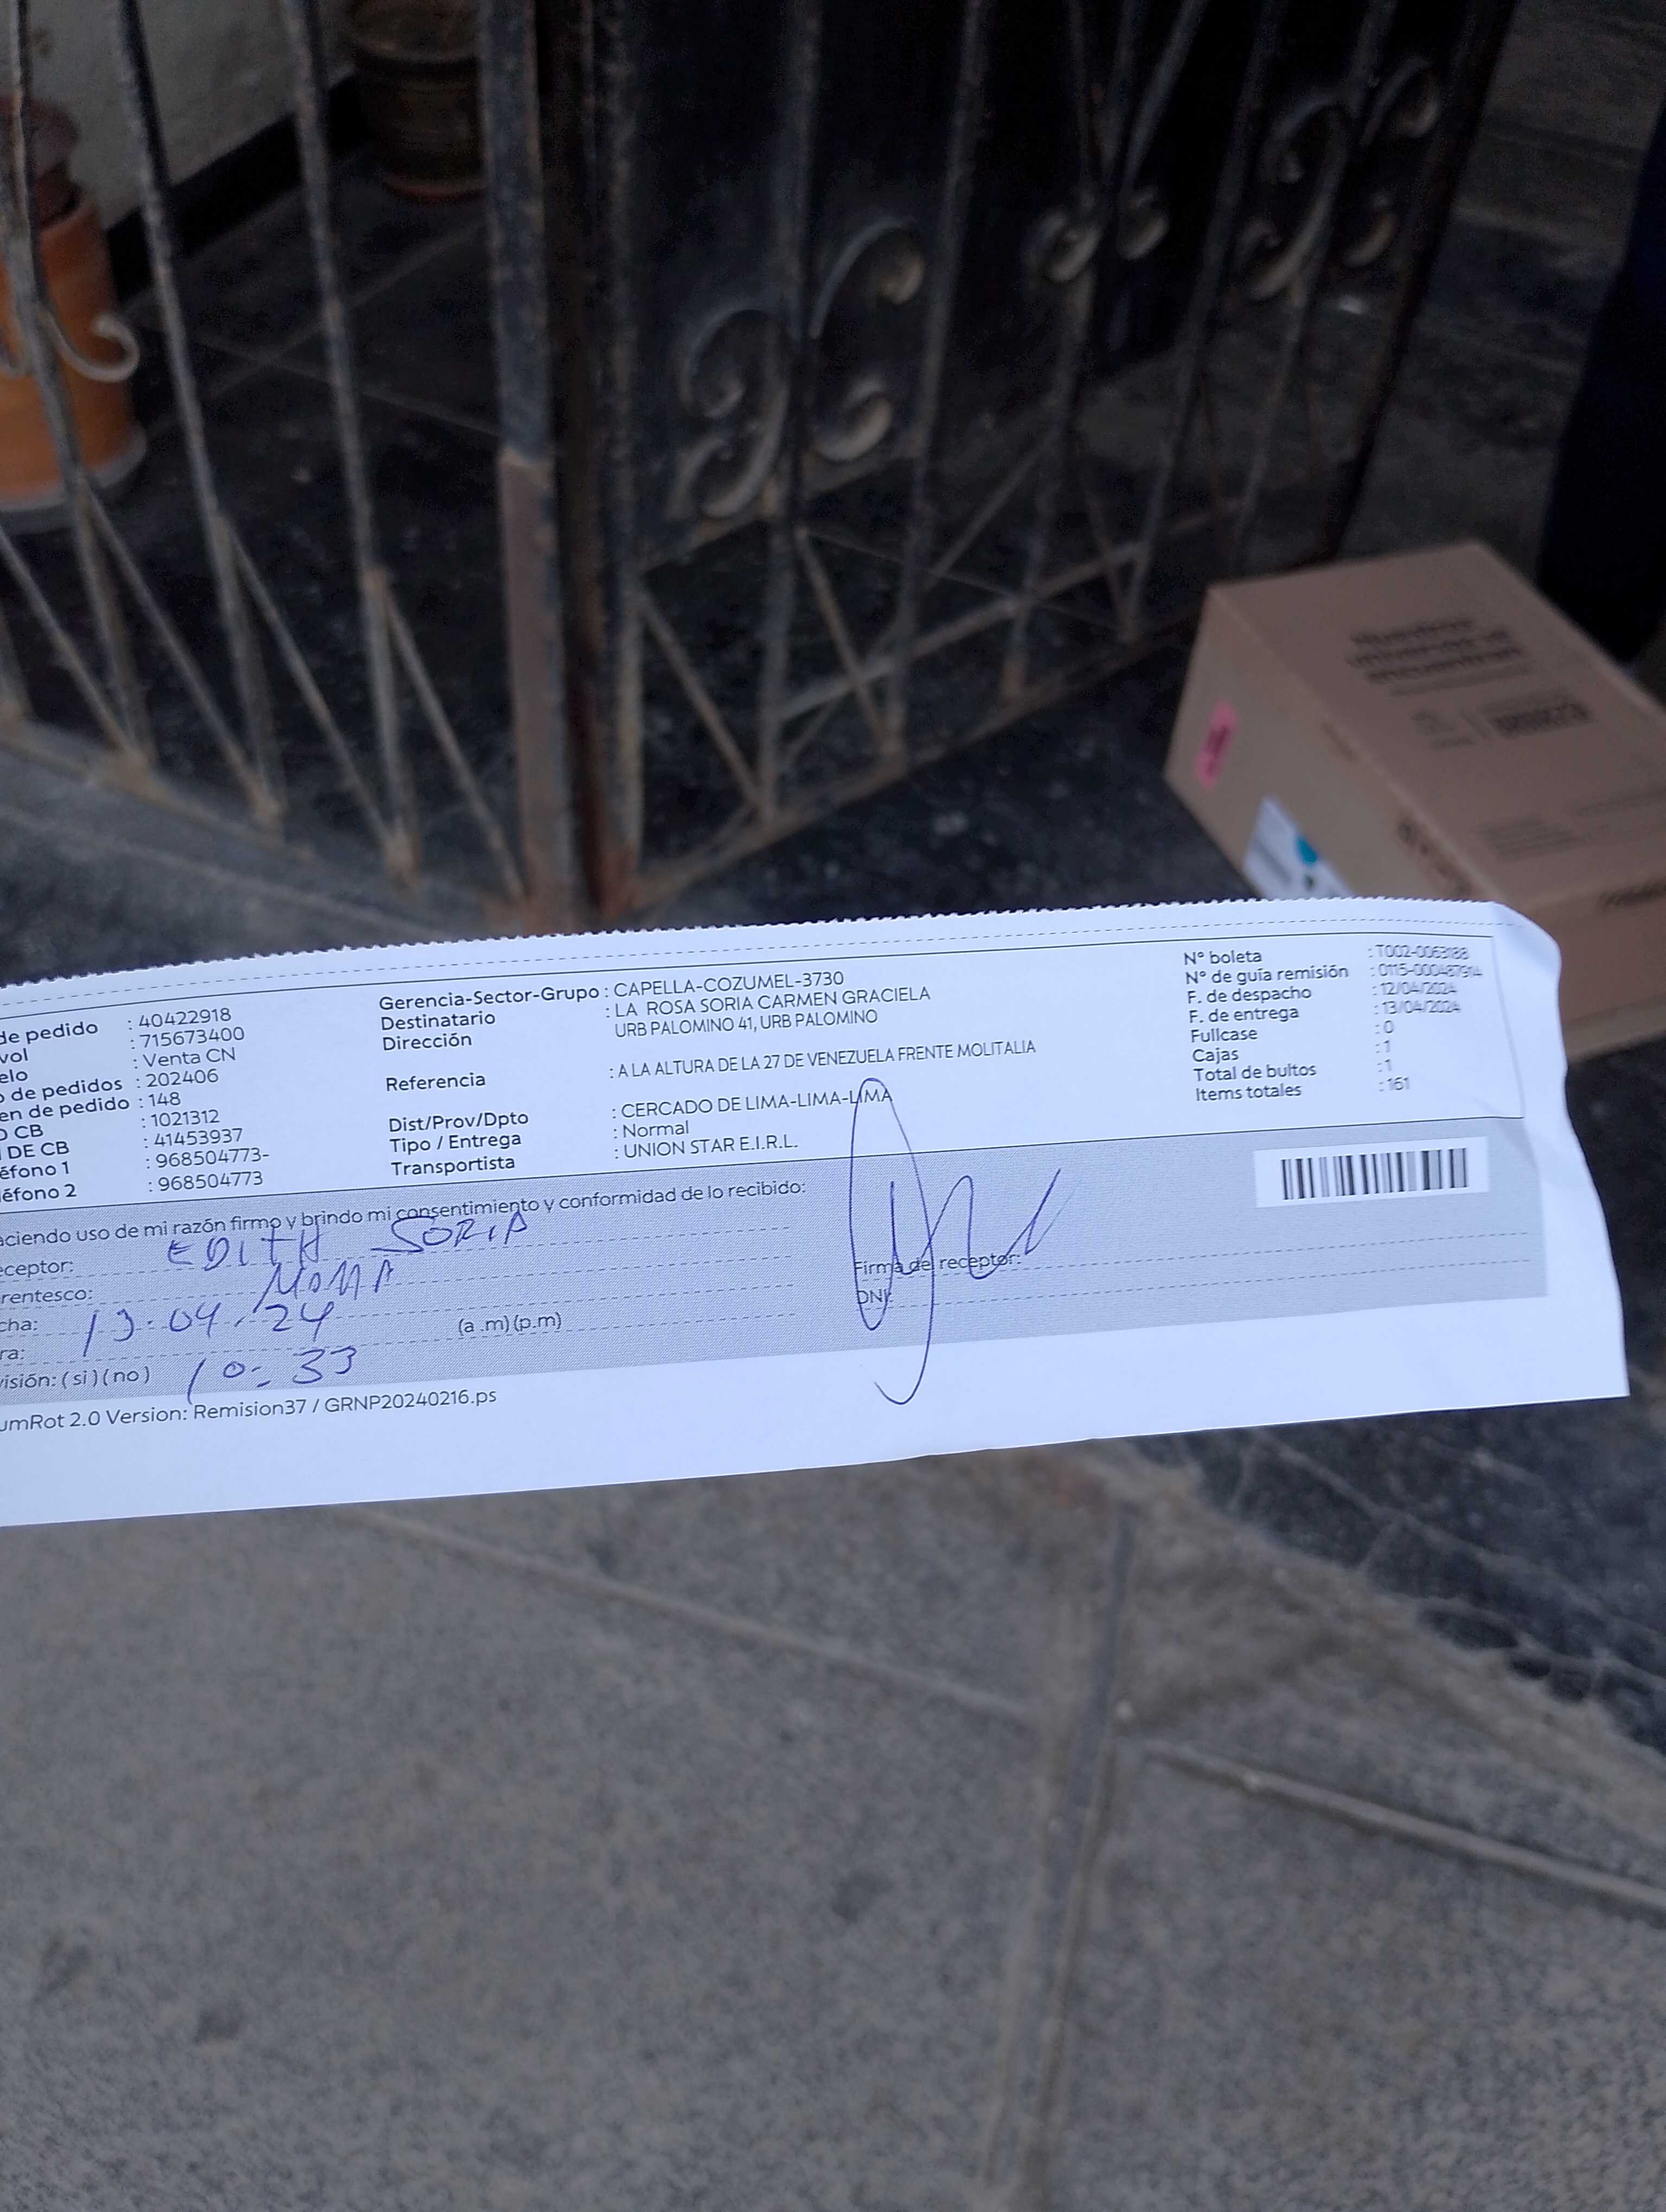 de pedido : 40422918
vol : 715673400
elo : Venta CN
o de pedidos : 202406
en de pedido : 148
O CB : 1021312
I DE CB : 41453937
éfono 1 : 968504773-
éfono 2 : 968504773
Gerencia-Sector-Grupo : CAPELLA-COZUMEL-3730
Destinatario : LA ROSA SORIA CARMEN GRACIELA
Dirección URB PALOMINO 41, URB PALOMINO
Referencia : A LA ALTURA DE LA 27 DE VENEZUELA FRENTE MOLITALIA
Dist/Prov/Dpto : CERCADO DE LIMA-LIMA-LIMA
Tipo / Entrega : Normal
Transportista : UNION STAR E.I.R.L.
N° boleta : T002-0063188
N° de guía remisión : 0115-000487914
F. de despacho : 12/04/2024
F. de entrega : 13/04/2024
Fullcase : 0
Cajas : 1
Total de bultos : 1
Items totales : 161
aciendo uso de mi razón firmo y brindo mi consentimiento y conformidad de lo recibido:
eceptor: EDITH SORIA
rentesco: MAMA
cha: 13.04.24
ra: (a .m) (p.m)
visión: ( si ) ( no ) 10:33
Firma del receptor:
DNI:
umRot 2.0 Version: Remision37 / GRNP20240216.ps